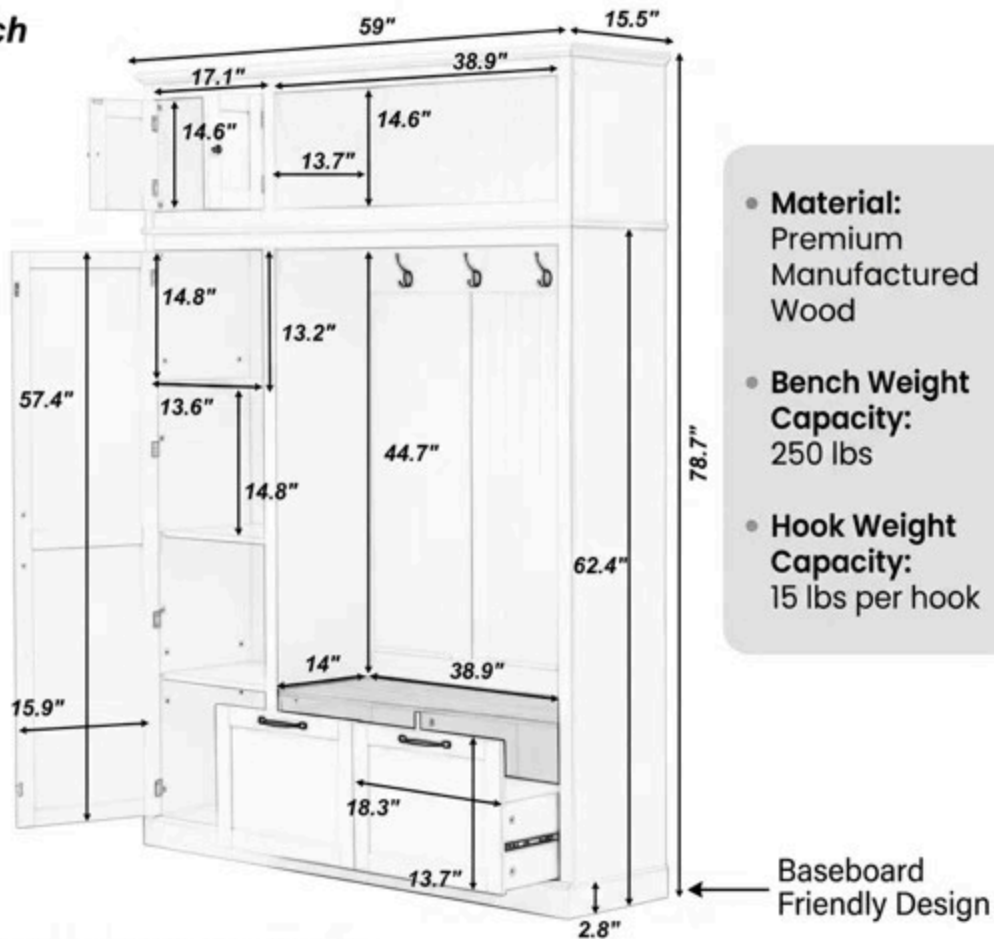 ch
59"
15.5"
17.1"
38.9"
14.6"
14.6"
13.7"
14.8"
13.2"
57.4"
13.6"
44.7"
14.8"
78.7"
62.4"
14"
38.9"
15.9"
18.3"
13.7"
2.8"
Material:
Premium
Manufactured
Wood
Bench Weight
Capacity:
250 lbs
Hook Weight
Capacity:
15 lbs per hook
Baseboard
Friendly Design